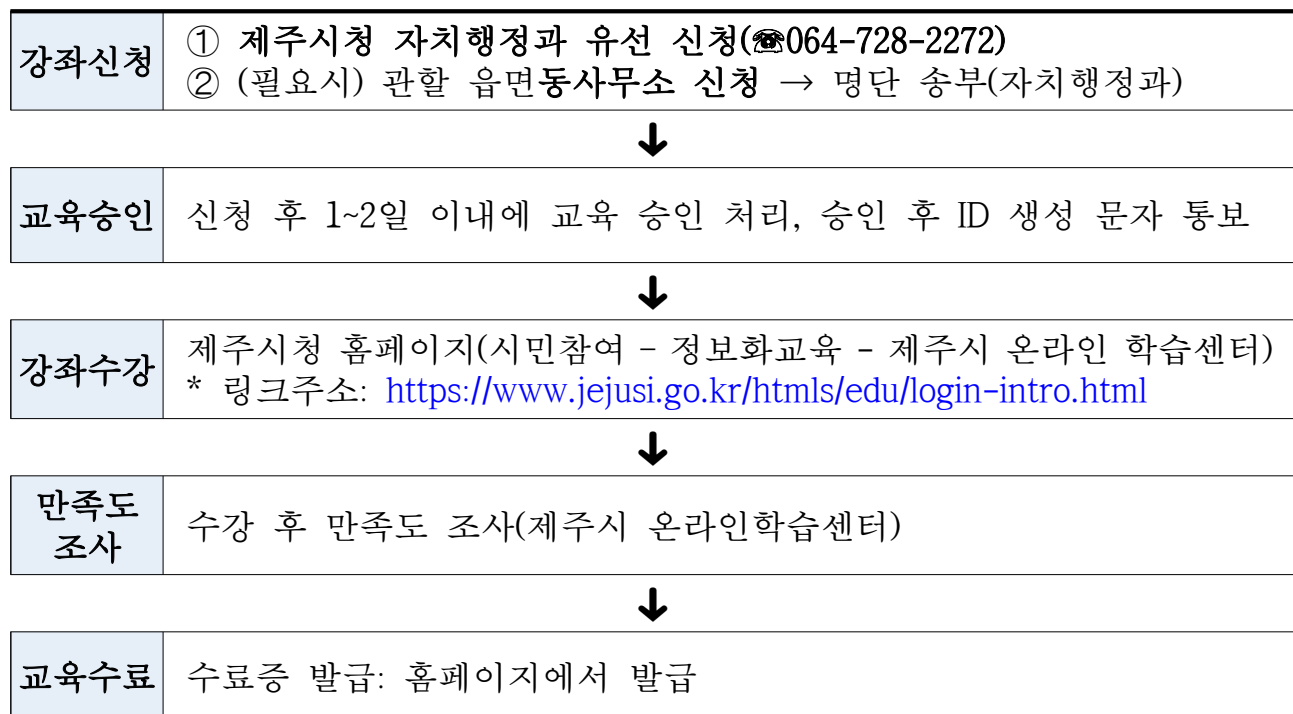 강좌신청
① 제주시청 자치행정과 유선 신청(☎064-728-2272)
② (필요시) 관할 읍면동사무소 신청 → 명단 송부(자치행정과)
교육승인
신청 후 1~2일 이내에 교육 승인 처리, 승인 후 ID 생성 문자 통보
강좌수강
제주시청 홈페이지(시민참여 - 정보화교육 - 제주시 온라인 학습센터)
* 링크주소: https://www.jejusi.go.kr/htmls/edu/login-intro.html
만족도
조사
수강 후 만족도 조사(제주시 온라인학습센터)
교육수료
수료증 발급: 홈페이지에서 발급